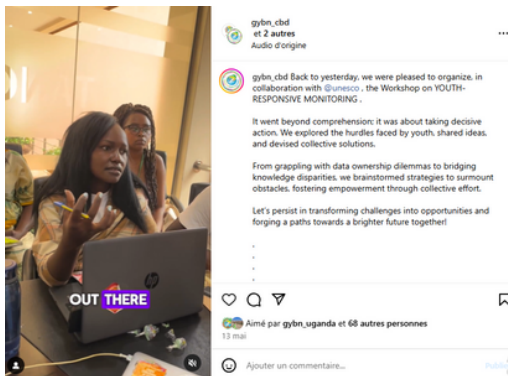 OUT THERE
gybn_cbd
et 2 autres
Audio d'origine
gybn_cbd Back to yesterday, we were pleased to organize, in
collaboration with @unesco , the Workshop on YOUTH-
RESPONSIVE MONITORING .
It went beyond comprehension; it was about taking decisive
action. We explored the hurdles faced by youth, shared ideas,
and devised collective solutions.
From grappling with data ownership dilemmas to bridging
knowledge disparities, we brainstormed strategies to surmount
obstacles, fostering empowerment through collective effort.
Let's persist in transforming challenges into opportunities and
forging a paths towards a brighter future together!
.
.
.
.
Aimé par gybn_uganda et 68 autres personnes
13 mai
Ajouter un commentaire...